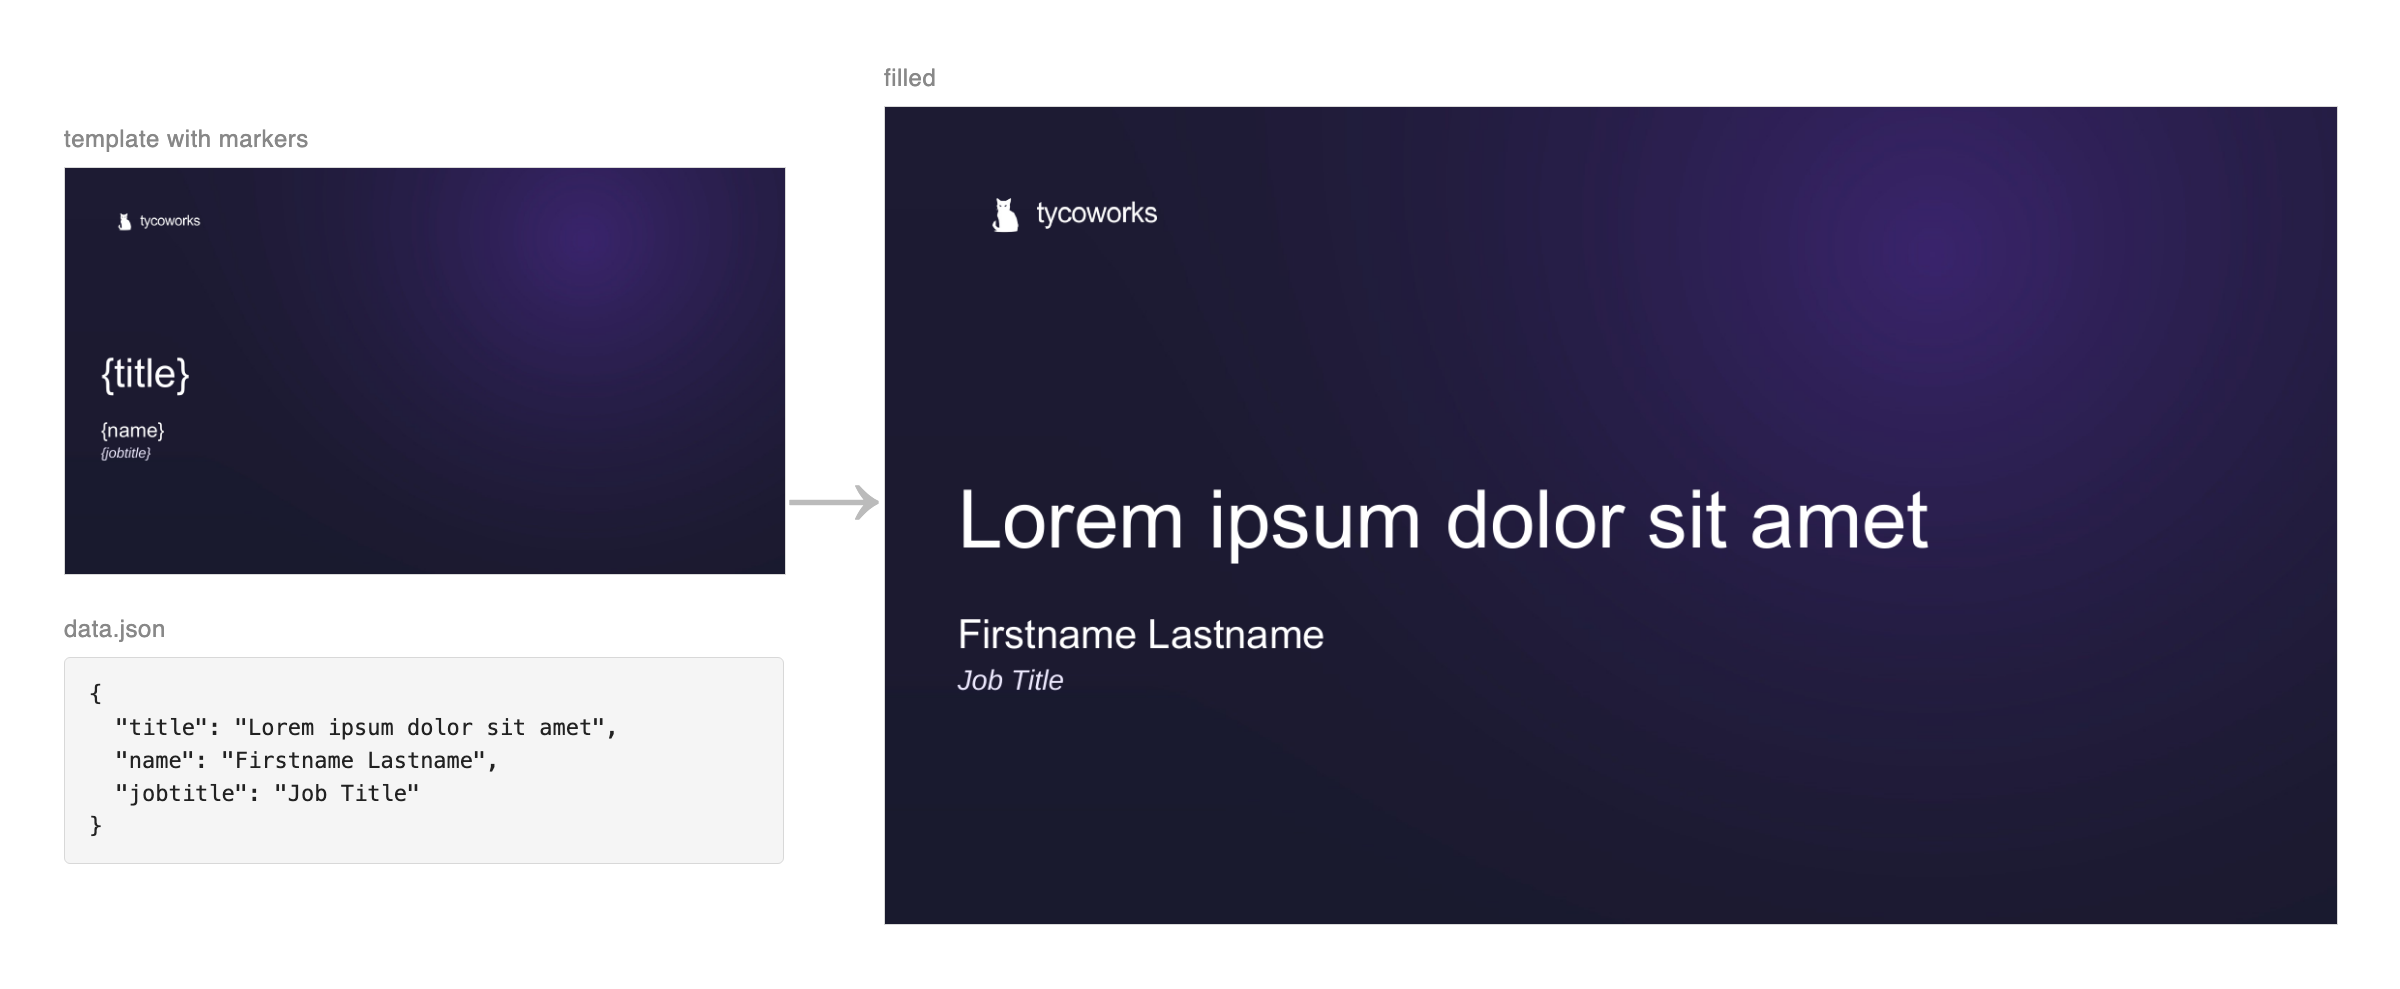 template with markers
tycoworks
{title}
{name}
{jobtitle}
data.json
{
  "title": "Lorem ipsum dolor sit amet",
  "name": "Firstname Lastname",
  "jobtitle": "Job Title"
}
filled
tycoworks
Lorem ipsum dolor sit amet
Firstname Lastname
Job Title